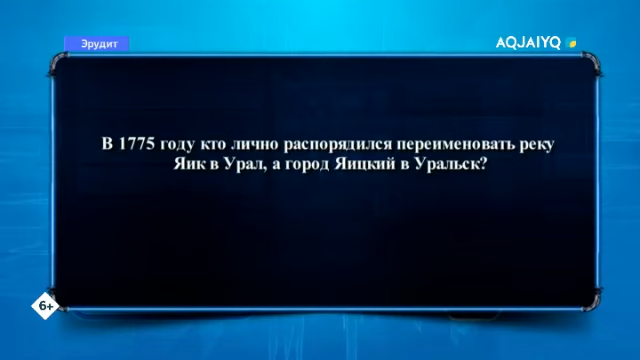 Эрудит
AQJAIYQ
В 1775 году кто лично распорядился переименовать реку
Яик в Урал, а город Яицкий в Уральск?
6+